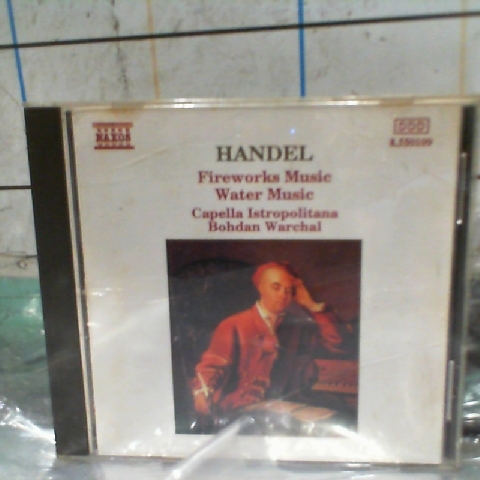 NAXOS
DDD
8.550109
HANDEL
Fireworks Music
Water Music
Capella Istropolitana
Bohdan Warchal